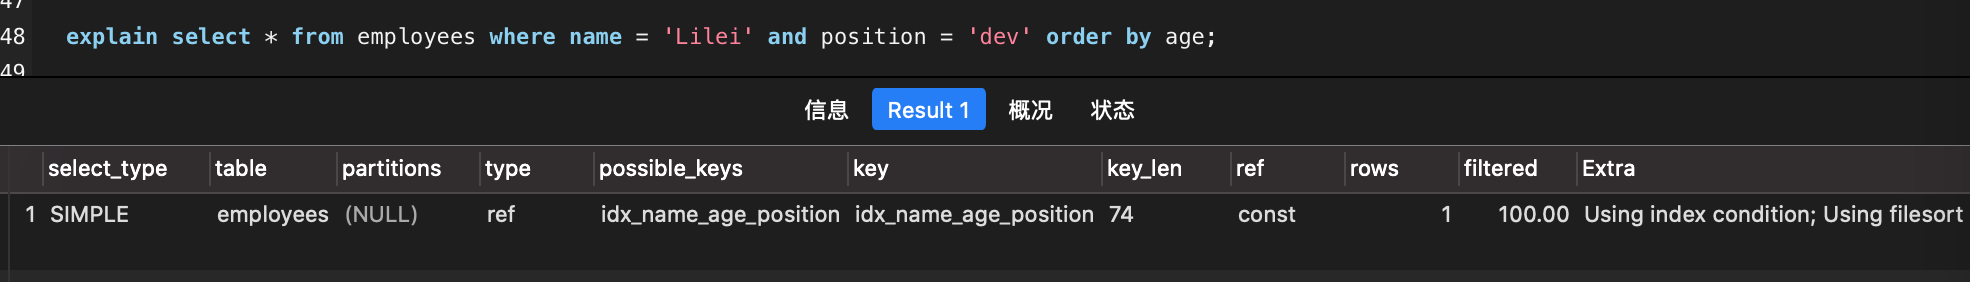 47
48 explain select * from employees where name = 'Lilei' and position = 'dev' order by age;
49
信息 Result 1 概况 状态
select_type table partitions type possible_keys key key_len ref rows filtered Extra
1 SIMPLE employees (NULL) ref idx_name_age_position idx_name_age_position 74 const 1 100.00 Using index condition; Using filesort